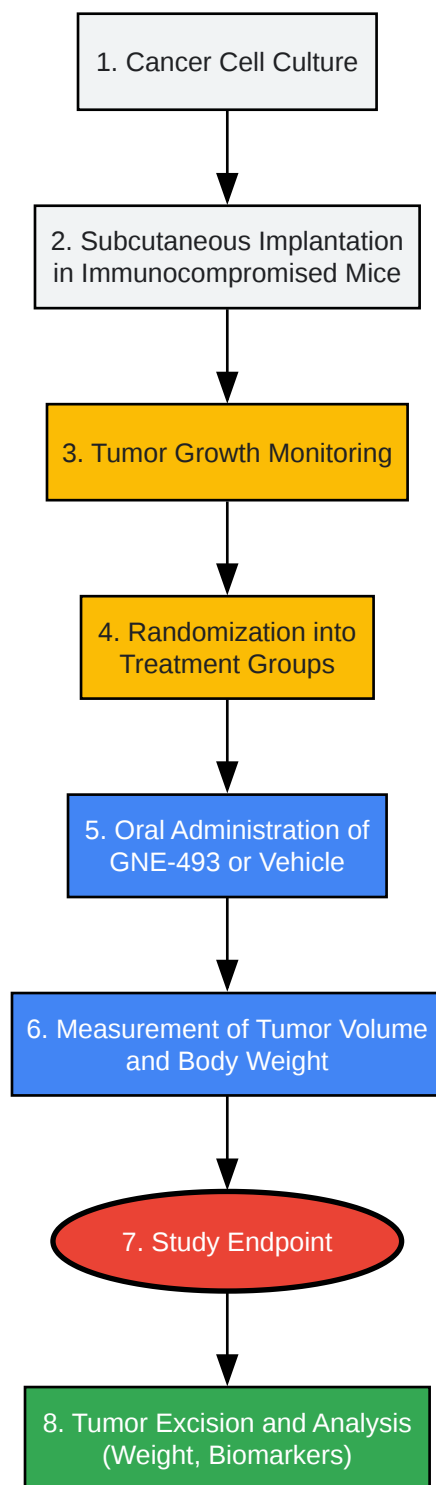 1. Cancer Cell Culture
2. Subcutaneous Implantation
in Immunocompromised Mice
3. Tumor Growth Monitoring
4. Randomization into
Treatment Groups
5. Oral Administration of
GNE-493 or Vehicle
6. Measurement of Tumor Volume
and Body Weight
7. Study Endpoint
8. Tumor Excision and Analysis
(Weight, Biomarkers)